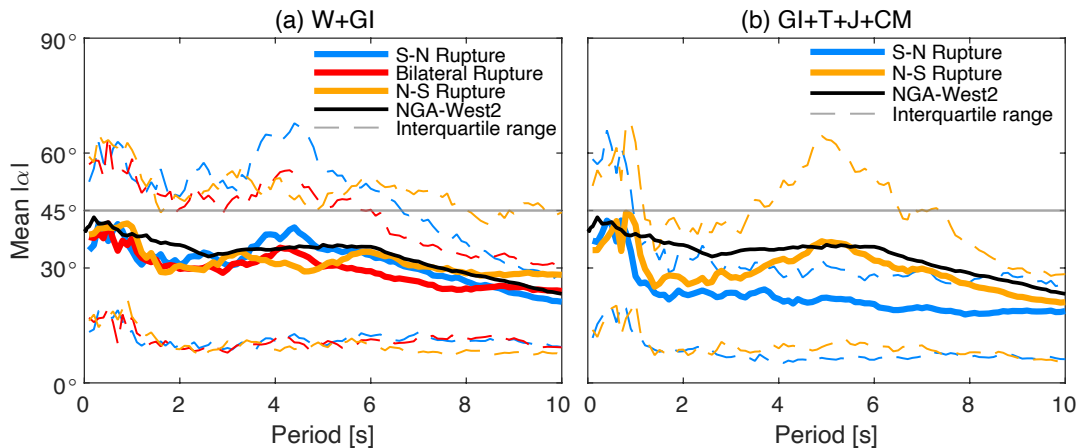 (a) W+GI
(b) GI+T+J+CM
Mean |α|
90°
60°
45°
30°
0°
S-N Rupture
Bilateral Rupture
N-S Rupture
NGA-West2
Interquartile range
0 2 4 6 8 10
Period [s]
S-N Rupture
N-S Rupture
NGA-West2
Interquartile range
0 2 4 6 8 10
Period [s]